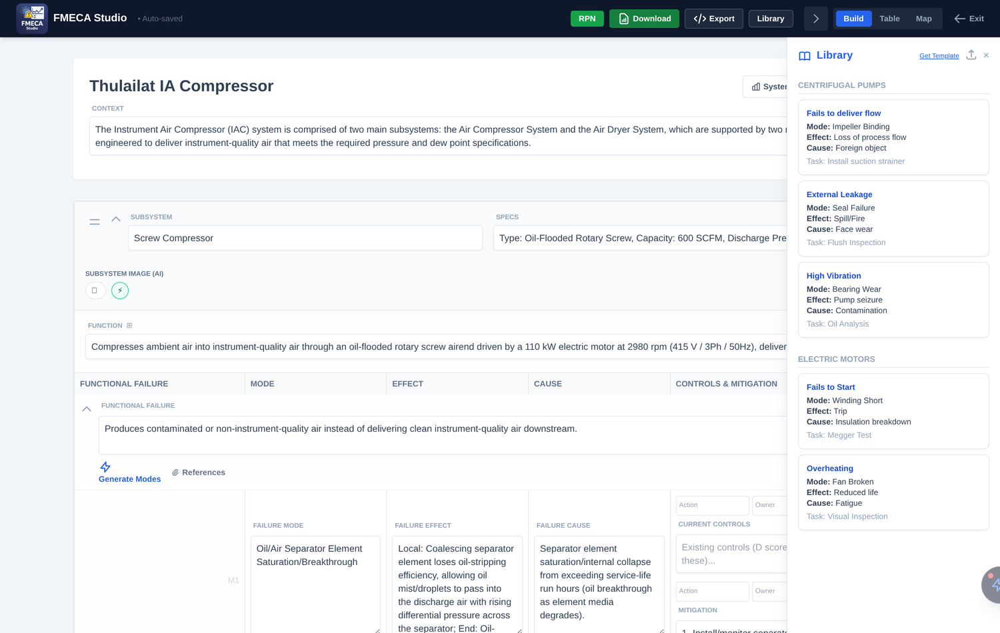 FMECA
Studio
FMECA Studio
• Auto-saved
RPN
Download
Export
Library
Build
Table
Map
Exit
Thulailat IA Compressor
CONTEXT
The Instrument Air Compressor (IAC) system is comprised of two main subsystems: the Air Compressor System and the Air Dryer System, which are supported by two
engineered to deliver instrument-quality air that meets the required pressure and dew point specifications.
SUBSYSTEM
Screw Compressor
SPECS
Type: Oil-Flooded Rotary Screw, Capacity: 600 SCFM, Discharge Pre
SUBSYSTEM IMAGE (AI)
FUNCTION
Compresses ambient air into instrument-quality air through an oil-flooded rotary screw airend driven by a 110 kW electric motor at 2980 rpm (415 V / 3Ph / 50Hz), deliver
FUNCTIONAL FAILURE
MODE
EFFECT
CAUSE
CONTROLS & MITIGATION
FUNCTIONAL FAILURE
Produces contaminated or non-instrument-quality air instead of delivering clean instrument-quality air downstream.
Generate Modes
References
M1
FAILURE MODE
Oil/Air Separator Element
Saturation/Breakthrough
FAILURE EFFECT
Local: Coalescing separator
element loses oil-stripping
efficiency, allowing oil
mist/droplets to pass into
the discharge air with rising
differential pressure across
the separator; End: Oil-
FAILURE CAUSE
Separator element
saturation/internal collapse
from exceeding service-life
run hours (oil breakthrough
as element media
degrades).
Action
Owner
CURRENT CONTROLS
Existing controls (D score
these)...
Action
Owner
MITIGATION
1. Install/monitor separat
Library
Get Template
×
CENTRIFUGAL PUMPS
Fails to deliver flow
Mode: Impeller Binding
Effect: Loss of process flow
Cause: Foreign object
Task: Install suction strainer
External Leakage
Mode: Seal Failure
Effect: Spill/Fire
Cause: Face wear
Task: Flush Inspection
High Vibration
Mode: Bearing Wear
Effect: Pump seizure
Cause: Contamination
Task: Oil Analysis
ELECTRIC MOTORS
Fails to Start
Mode: Winding Short
Effect: Trip
Cause: Insulation breakdown
Task: Megger Test
Overheating
Mode: Fan Broken
Effect: Reduced life
Cause: Fatigue
Task: Visual Inspection